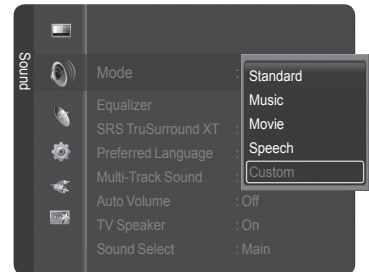 Sound
Mode :
Standard
Music
Movie
Speech
Custom
Equalizer
SRS TruSurround XT :
Preferred Language :
Multi-Track Sound :
Auto Volume : Off
TV Speaker : On
Sound Select : Main